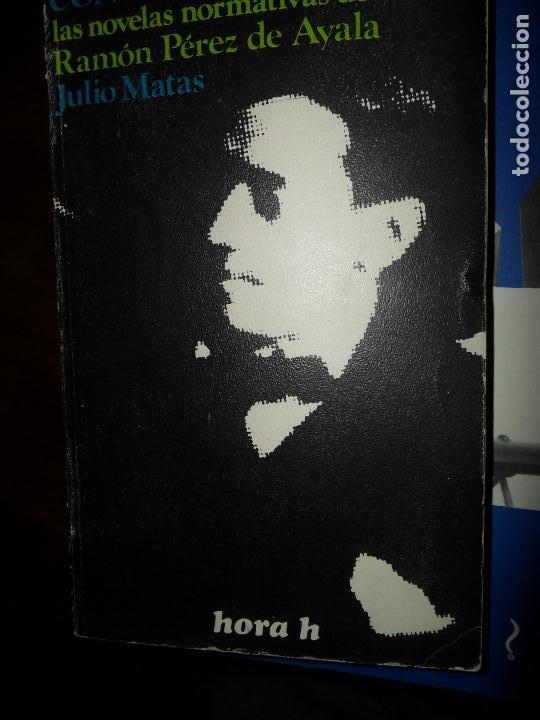 las novelas normativas de
Ramón Pérez de Ayala
Julio Matas
hora h
todocoleccion